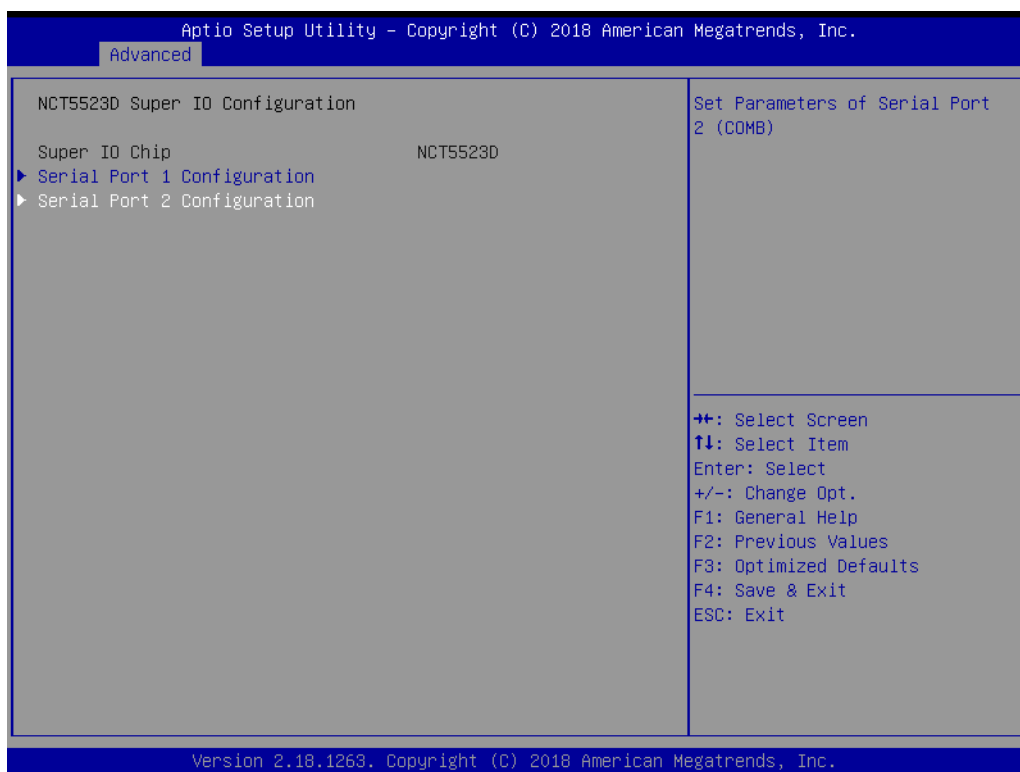 Aptio Setup Utility – Copyright (C) 2018 American Megatrends, Inc.
Advanced
NCT5523D Super IO Configuration
Super IO Chip NCT5523D
Serial Port 1 Configuration
Serial Port 2 Configuration
Set Parameters of Serial Port
2 (COMB)
→←: Select Screen
↑↓: Select Item
Enter: Select
+/-: Change Opt.
F1: General Help
F2: Previous Values
F3: Optimized Defaults
F4: Save & Exit
ESC: Exit
Version 2.18.1263. Copyright (C) 2018 American Megatrends, Inc.